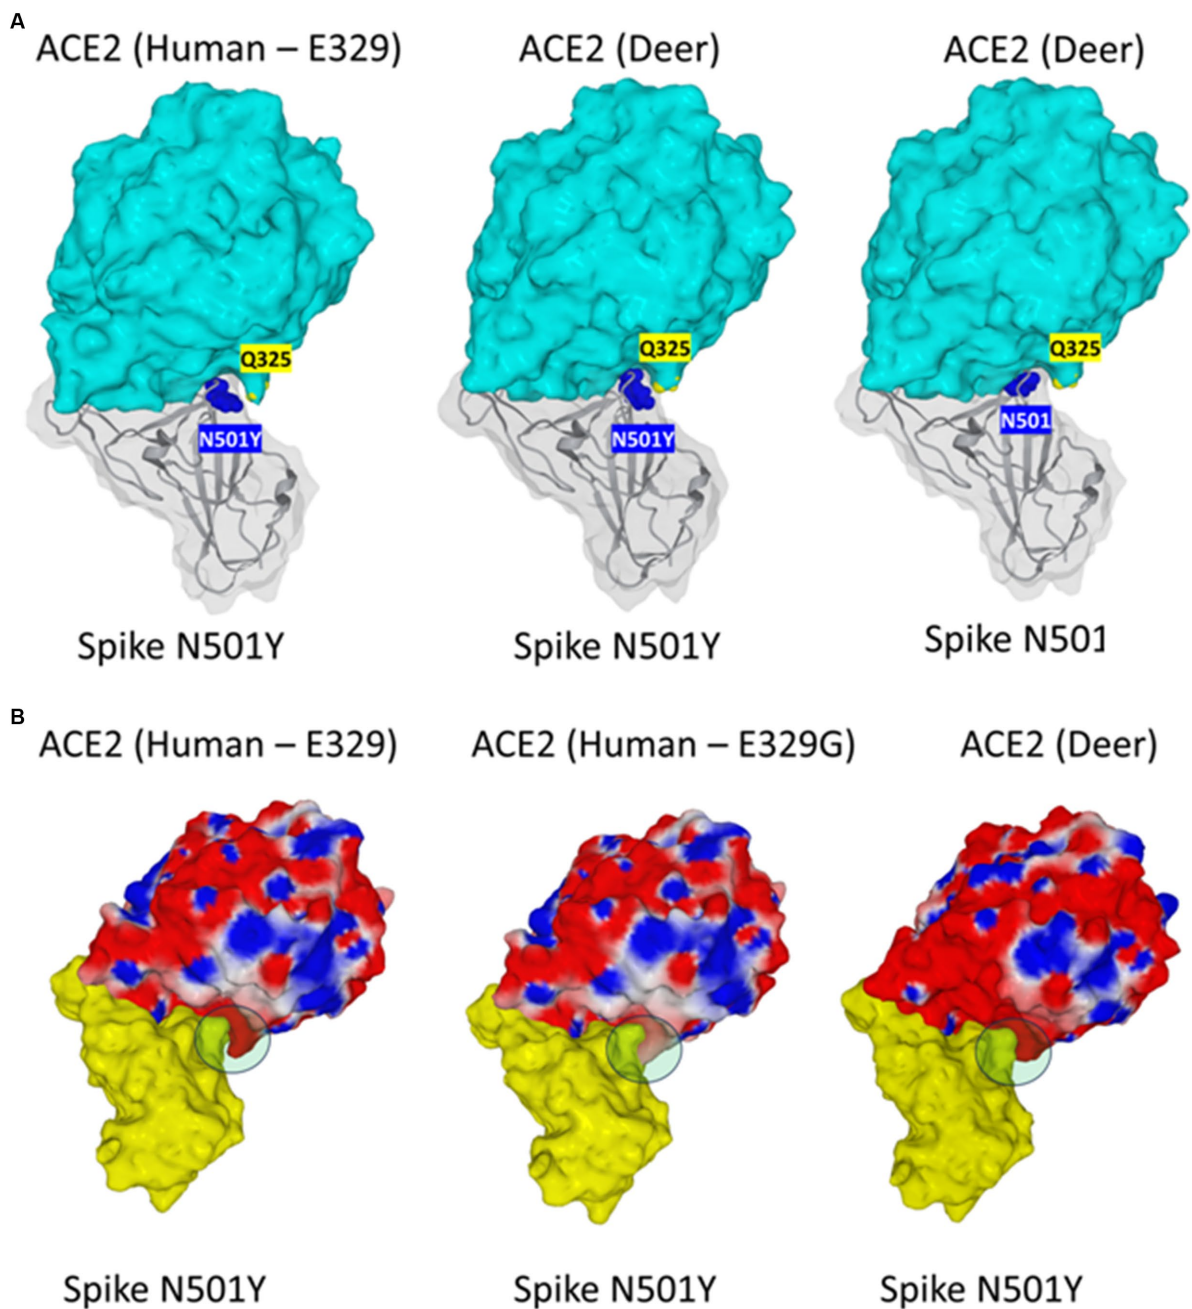 A
ACE2 (Human – E329) ACE2 (Deer) ACE2 (Deer)
Q325 Q325 Q325
N501Y N501Y N501
Spike N501Y Spike N501Y Spike N501
B
ACE2 (Human – E329) ACE2 (Human – E329G) ACE2 (Deer)
Spike N501Y Spike N501Y Spike N501Y